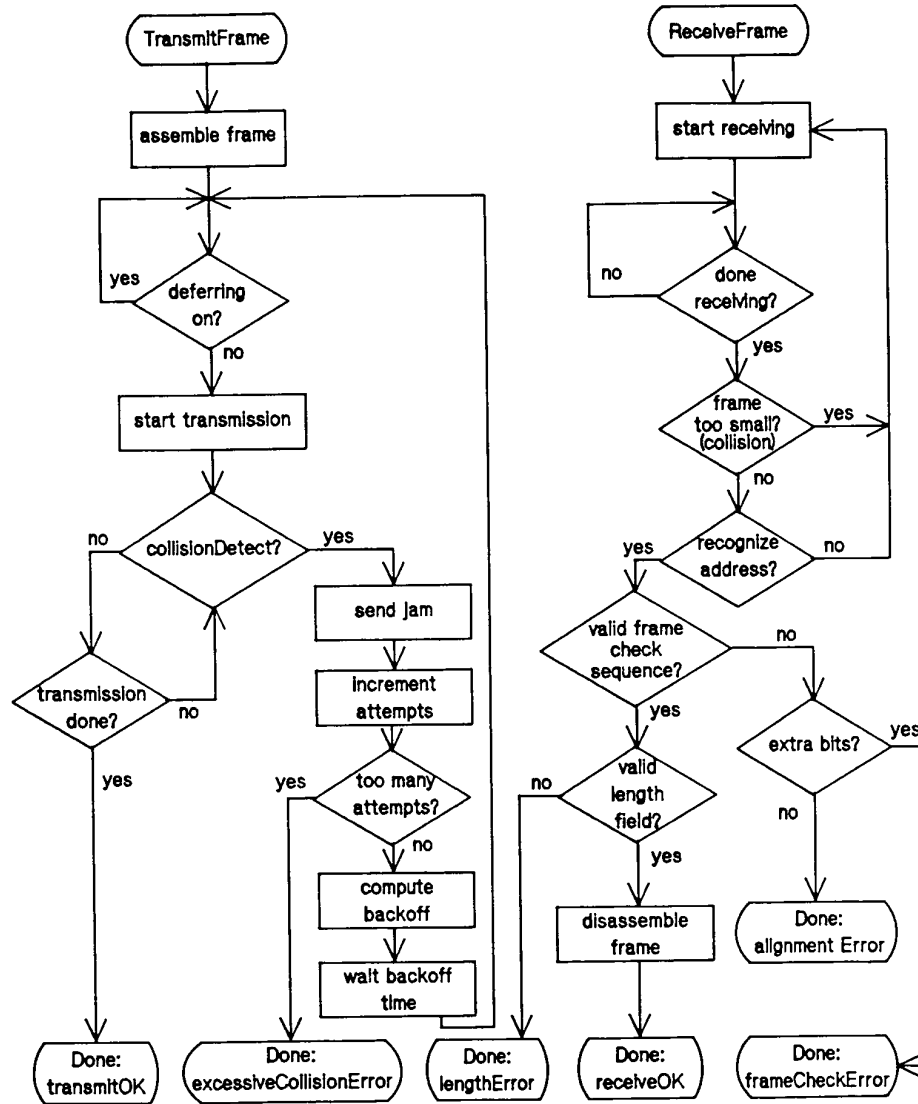 TransmitFrame
assemble frame
yes
deferring
on?
no
start transmission
no
collisionDetect?
yes
send jam
increment
attempts
transmission
done?
no
yes
yes
too many
attempts?
no
compute
backoff
wait backoff
time
Done:
transmitOK
Done:
excessiveCollisionError
ReceiveFrame
start receiving
no
done
receiving?
yes
frame
too small?
(collision)
yes
no
yes
recognize
address?
no
valid frame
check
sequence?
no
yes
extra bits?
yes
no
no
valid
length
field?
yes
disassemble
frame
Done:
alignment Error
Done:
lengthError
Done:
receiveOK
Done:
frameCheckError